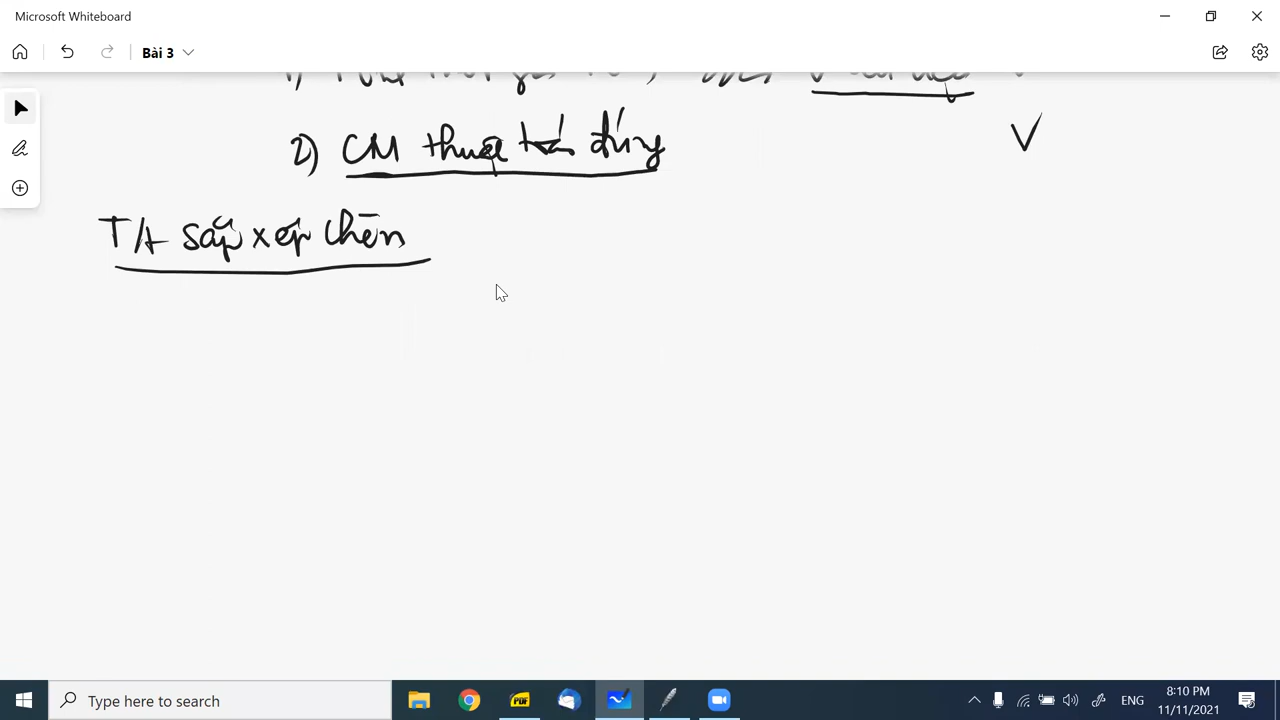 Microsoft Whiteboard
Bài 3
2) CM thuật toán đúng
V
T/A sắp xếp chèn
Type here to search
PDF
ENG
8:10 PM
11/11/2021